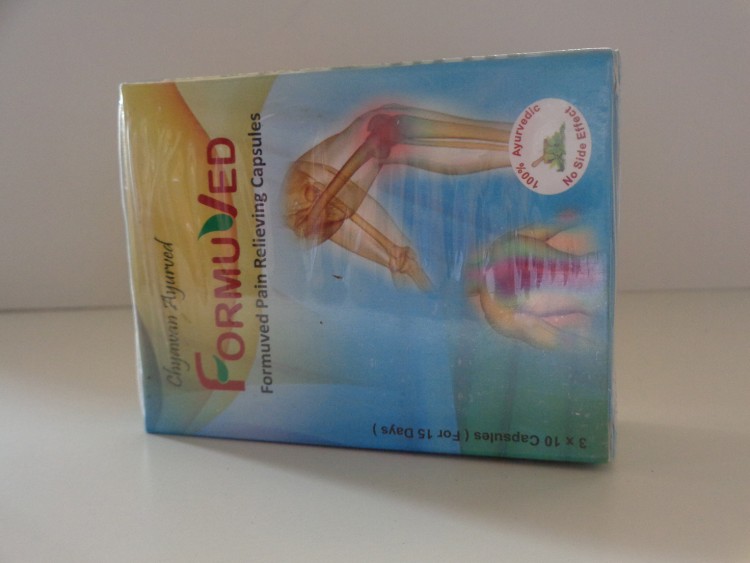 Chyawan Ayurved
FORMUVED
Formuved Pain Relieving Capsules
100% Ayurvedic
No Side Effect
3 x 10 Capsules ( For 15 Days )